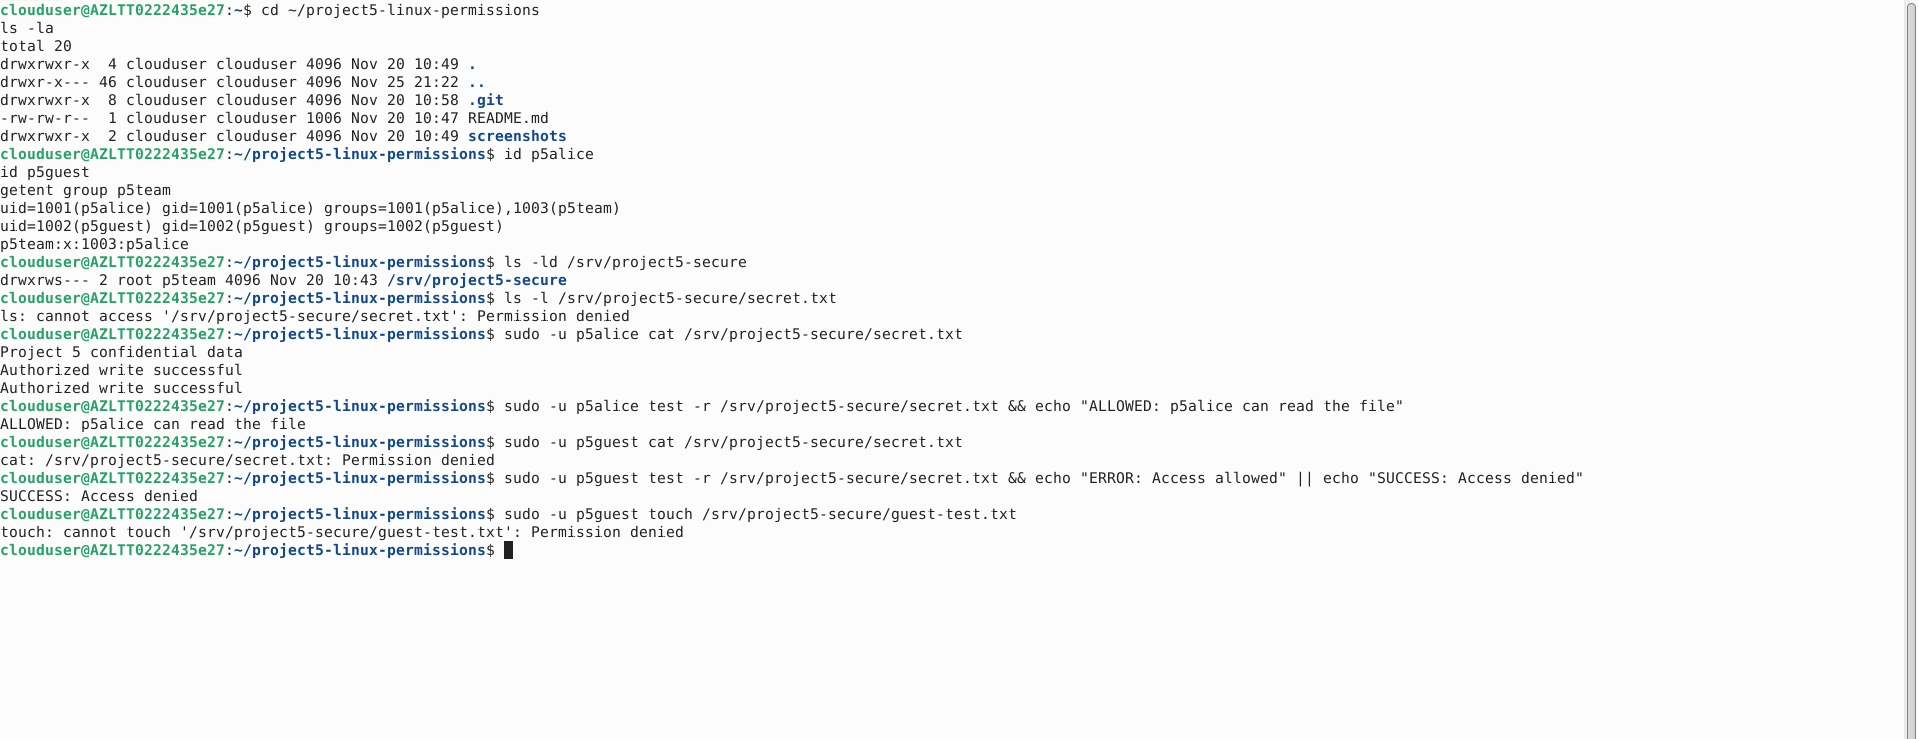 clouduser@AZLTT0222435e27:~$ cd ~/project5-linux-permissions
ls -la
total 20
drwxrwxr-x  4 clouduser clouduser 4096 Nov 20 10:49 .
drwxr-x--- 46 clouduser clouduser 4096 Nov 25 21:22 ..
drwxrwxr-x  8 clouduser clouduser 4096 Nov 20 10:58 .git
-rw-rw-r--  1 clouduser clouduser 1006 Nov 20 10:47 README.md
drwxrwxr-x  2 clouduser clouduser 4096 Nov 20 10:49 screenshots
clouduser@AZLTT0222435e27:~/project5-linux-permissions$ id p5alice
id p5guest
getent group p5team
uid=1001(p5alice) gid=1001(p5alice) groups=1001(p5alice),1003(p5team)
uid=1002(p5guest) gid=1002(p5guest) groups=1002(p5guest)
p5team:x:1003:p5alice
clouduser@AZLTT0222435e27:~/project5-linux-permissions$ ls -ld /srv/project5-secure
drwxrws--- 2 root p5team 4096 Nov 20 10:43 /srv/project5-secure
clouduser@AZLTT0222435e27:~/project5-linux-permissions$ ls -l /srv/project5-secure/secret.txt
ls: cannot access '/srv/project5-secure/secret.txt': Permission denied
clouduser@AZLTT0222435e27:~/project5-linux-permissions$ sudo -u p5alice cat /srv/project5-secure/secret.txt
Project 5 confidential data
Authorized write successful
Authorized write successful
clouduser@AZLTT0222435e27:~/project5-linux-permissions$ sudo -u p5alice test -r /srv/project5-secure/secret.txt && echo "ALLOWED: p5alice can read the file"
ALLOWED: p5alice can read the file
clouduser@AZLTT0222435e27:~/project5-linux-permissions$ sudo -u p5guest cat /srv/project5-secure/secret.txt
cat: /srv/project5-secure/secret.txt: Permission denied
clouduser@AZLTT0222435e27:~/project5-linux-permissions$ sudo -u p5guest test -r /srv/project5-secure/secret.txt && echo "ERROR: Access allowed" || echo "SUCCESS: Access denied"
SUCCESS: Access denied
clouduser@AZLTT0222435e27:~/project5-linux-permissions$ sudo -u p5guest touch /srv/project5-secure/guest-test.txt
touch: cannot touch '/srv/project5-secure/guest-test.txt': Permission denied
clouduser@AZLTT0222435e27:~/project5-linux-permissions$